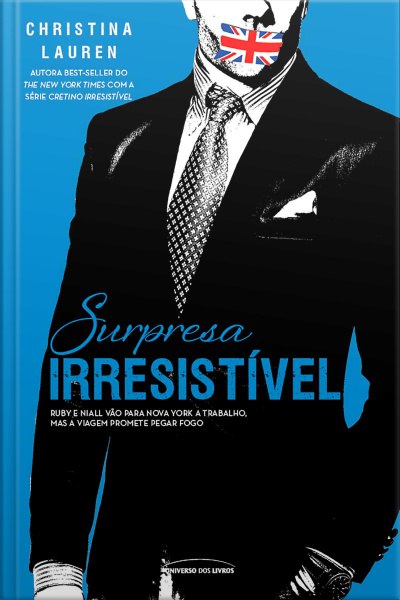 CHRISTINA
LAUREN
AUTORA BEST-SELLER DO
THE NEW YORK TIMES COM A
SÉRIE CRETINO IRRESISTÍVEL
Surpresa
IRRESISTÍVEL
RUBY E NIALL VÃO PARA NOVA YORK A TRABALHO,
MAS A VIAGEM PROMETE PEGAR FOGO
UNIVERSO DOS LIVROS